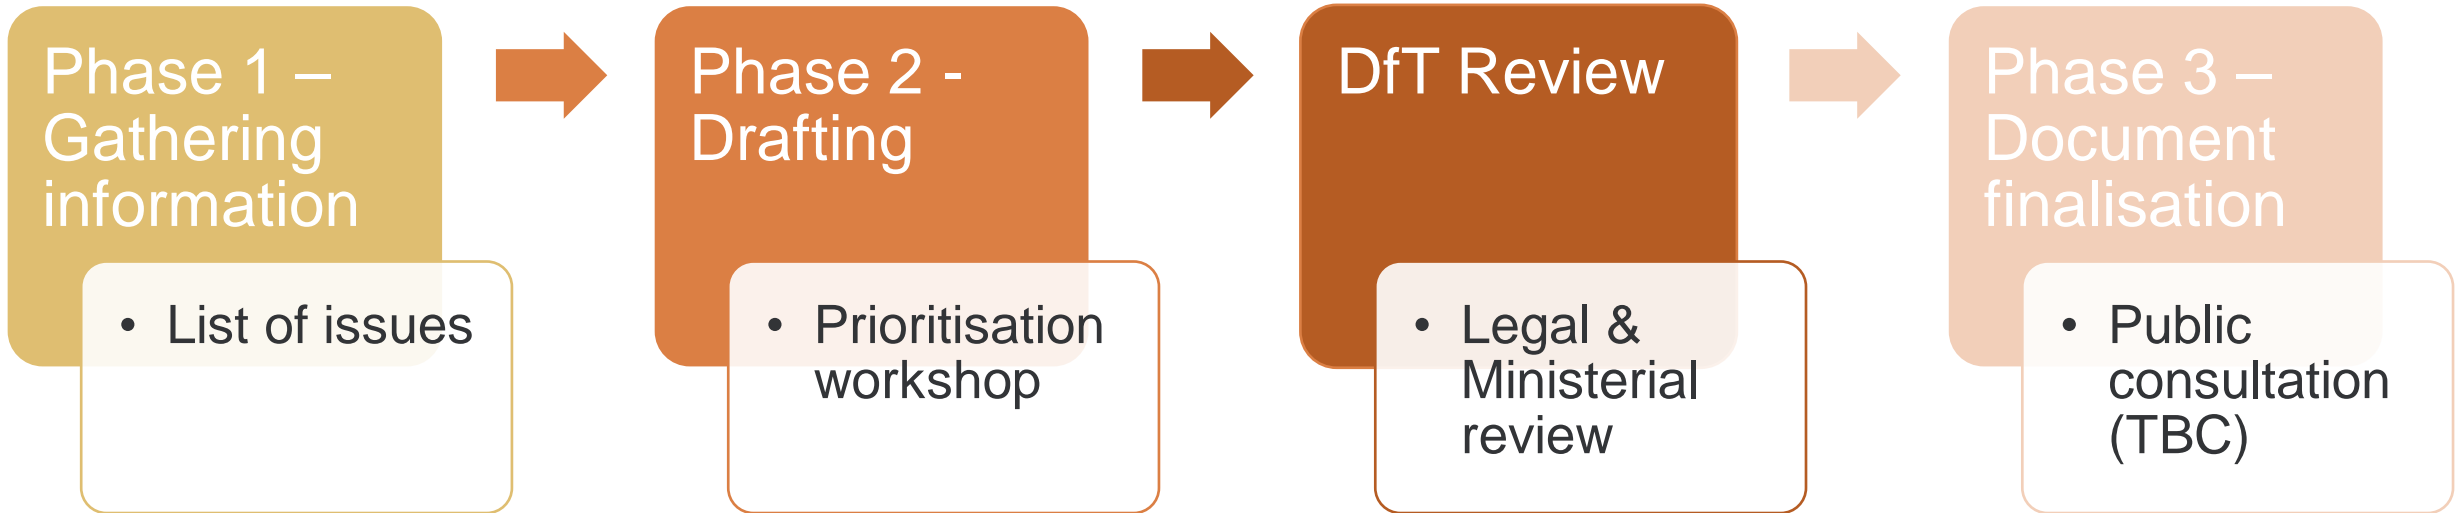 Phase 1 –
Gathering
information
• List of issues
Phase 2 -
Drafting
• Prioritisation
workshop
DfT Review
• Legal &
Ministerial
review
Phase 3 –
Document
finalisation
• Public
consultation
(TBC)